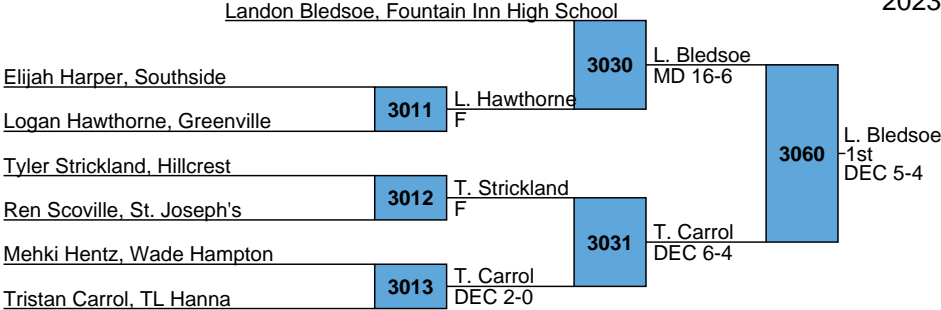 2023
Landon Bledsoe, Fountain Inn High School
3030
L. Bledsoe
MD 16-6
Elijah Harper, Southside
3011
L. Hawthorne
F
Logan Hawthorne, Greenville
3060
L. Bledsoe
1st
DEC 5-4
Tyler Strickland, Hillcrest
3012
T. Strickland
F
Ren Scoville, St. Joseph's
3031
T. Carrol
DEC 6-4
Mehki Hentz, Wade Hampton
3013
T. Carrol
DEC 2-0
Tristan Carrol, TL Hanna